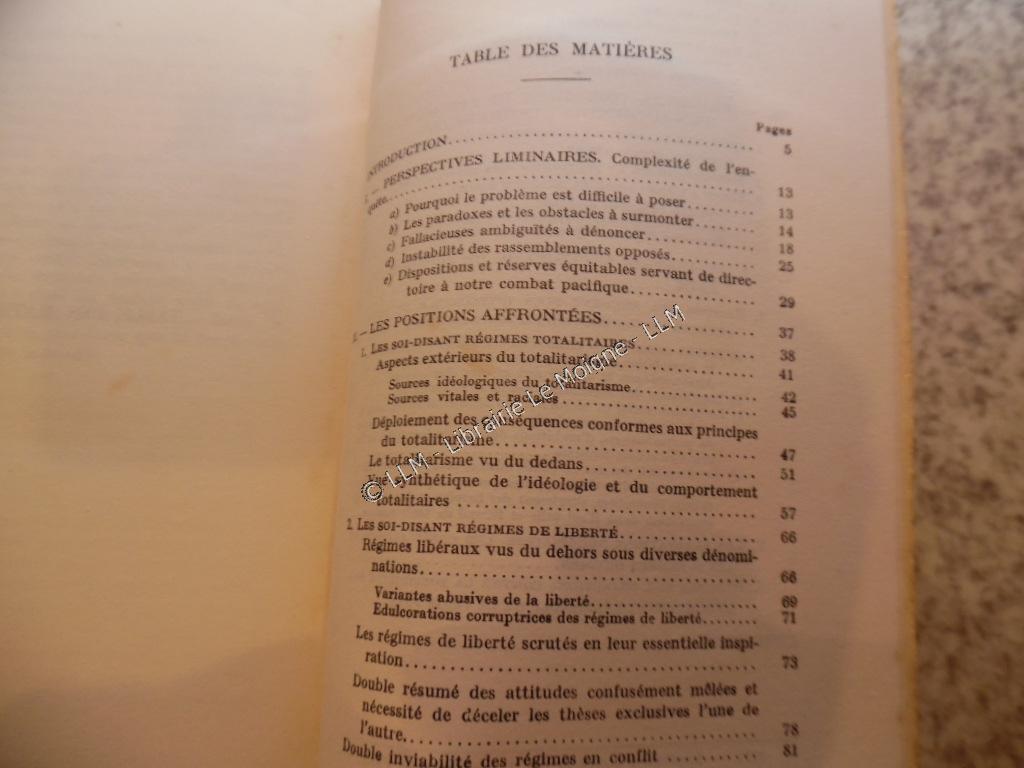 TABLE DES MATIÈRES
Pages
INTRODUCTION 5
— PERSPECTIVES LIMINAIRES. Complexité de l'en-
quête 13
a) Pourquoi le problème est difficile à poser 13
b) Les paradoxes et les obstacles à surmonter 14
c) Fallacieuses ambiguïtés à dénoncer 18
d) Instabilité des rassemblements opposés 25
e) Dispositions et réserves équitables servant de direc-
toire à notre combat pacifique 29
— LES POSITIONS AFFRONTÉES 37
1. LES SOI-DISANT RÉGIMES TOTALITAIRES 38
Aspects extérieurs du totalitarisme 41
Sources idéologiques du totalitarisme 42
Sources vitales et raciales 45
Déploiement des conséquences conformes aux principes
du totalitarisme 47
Le totalitarisme vu du dedans 51
Vue synthétique de l'idéologie et du comportement
totalitaires 57
2. LES SOI-DISANT RÉGIMES DE LIBERTÉ 66
Régimes libéraux vus du dehors sous diverses dénomi-
nations 66
Variantes abusives de la liberté 69
Edulcorations corruptrices des régimes de liberté 71
Les régimes de liberté scrutés en leur essentielle inspi-
ration 73
Double résumé des attitudes confusément mêlées et
nécessité de déceler les thèses exclusives l'une de
l'autre 78
Double inviabilité des régimes en conflit 81
© LLM - Librairie Le Moigne - LLM